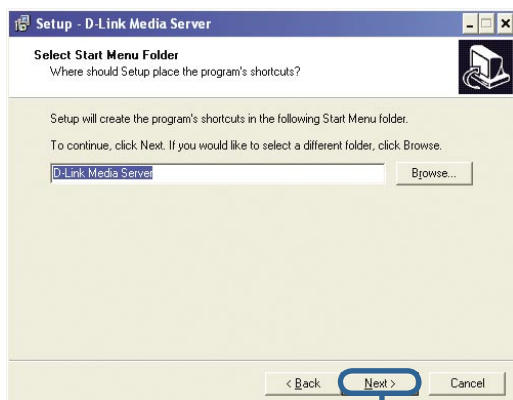 Setup - D-Link Media Server
Select Start Menu Folder
Where should Setup place the program's shortcuts?
Setup will create the program's shortcuts in the following Start Menu folder.
To continue, click Next. If you would like to select a different folder, click Browse.
D-Link Media Server
Browse...
< Back
Next >
Cancel